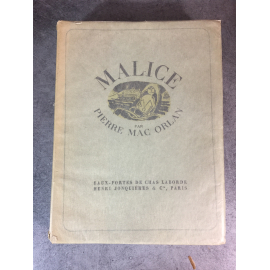 MALICE
PAR
PIERRE MAC ORLAN
EAUX-FORTES DE CHAS LABORDE
HENRI JONQUIÈRES & Cie, PARIS